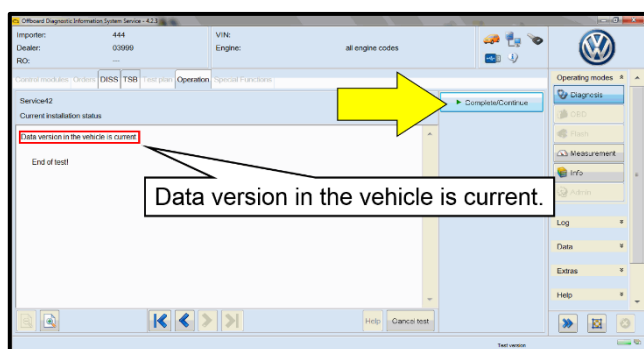 Offboard Diagnostic Information System Service - 4.2.3
Importer: 444 VIN:
Dealer: 03999 Engine: all engine codes
RO: ---
Control modules Orders DISS TSB Test plan Operation Special Functions
Operating modes
Service42
Complete/Continue
Diagnosis
Current installation status
OBD
Data version in the vehicle is current.
Measurement
End of test!
Info
Data version in the vehicle is current.
Admin
Log
Data
Extras
Help
Help Cancel test
Test version